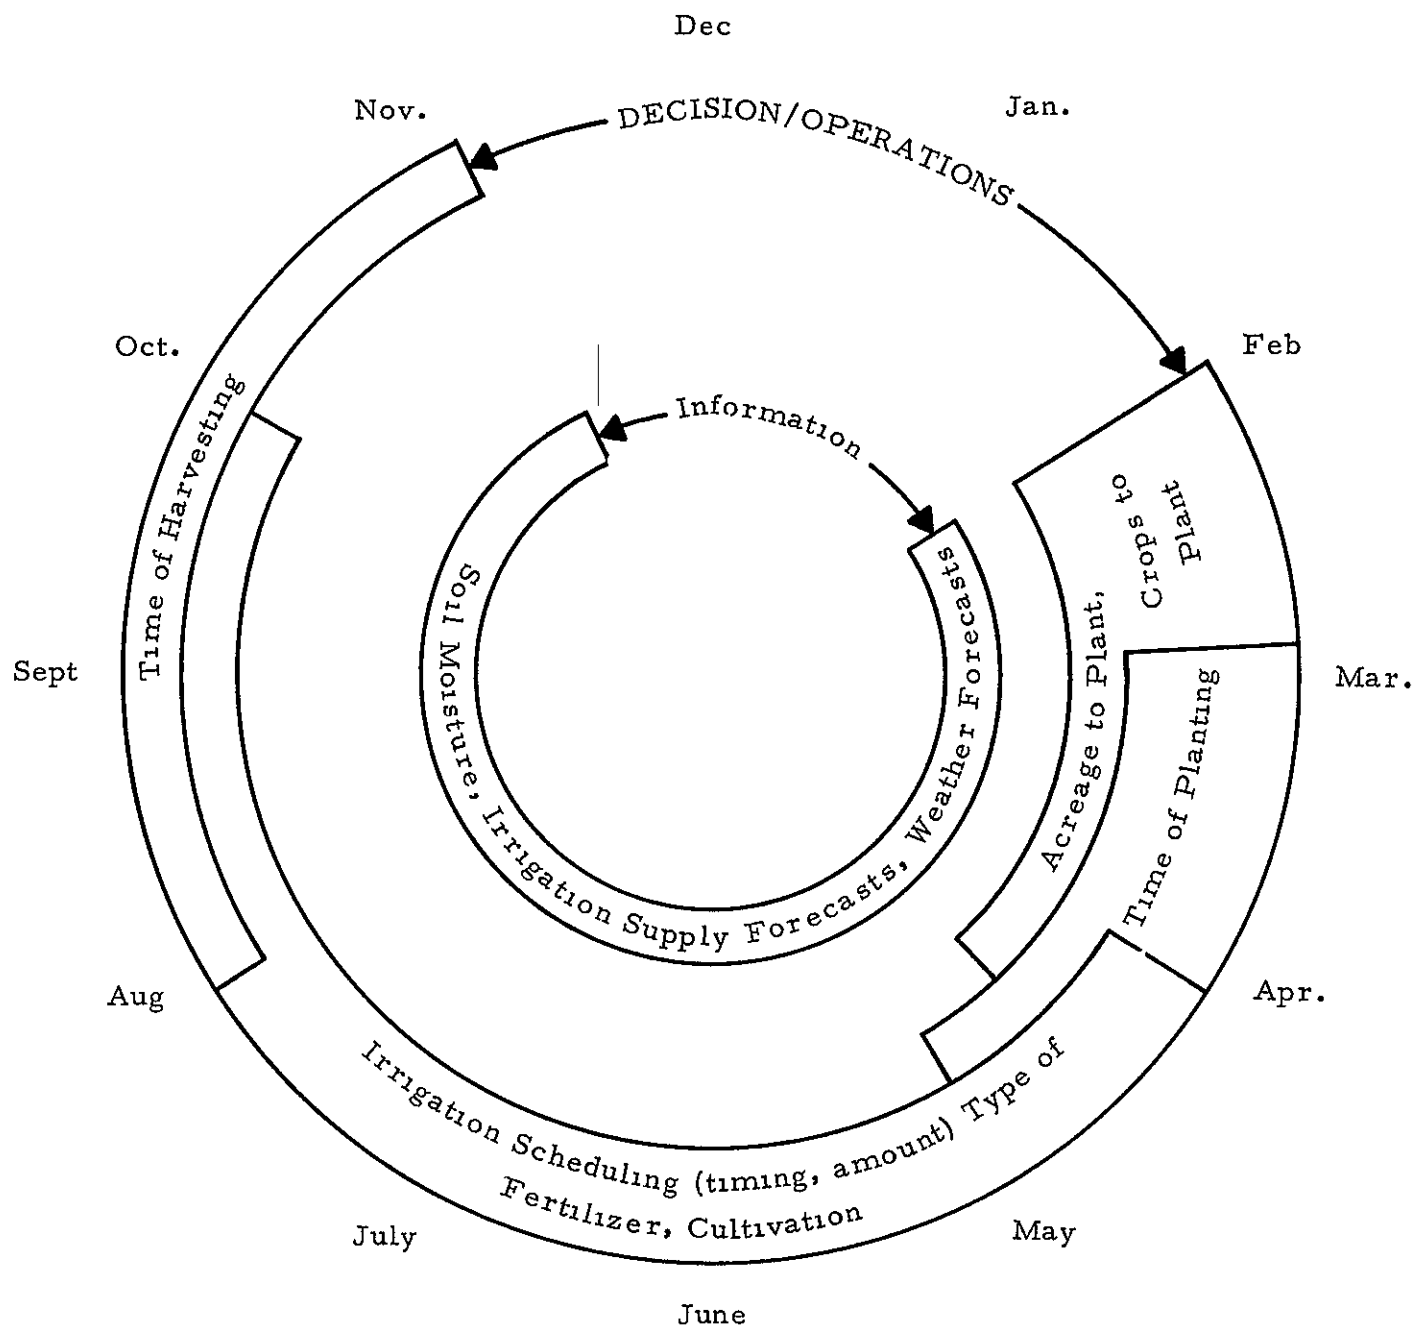 Dec
Nov.
Jan.
DECISION/OPERATIONS
Oct.
Feb
Information
Time of Harvesting
Crops to
Plant
Acreage to Plant,
Soil Moisture, Irrigation Supply Forecasts, Weather Forecasts
Sept
Mar.
Time of Planting
Aug
Apr.
Irrigation Scheduling (timing, amount) Type of
Fertilizer, Cultivation
July
May
June